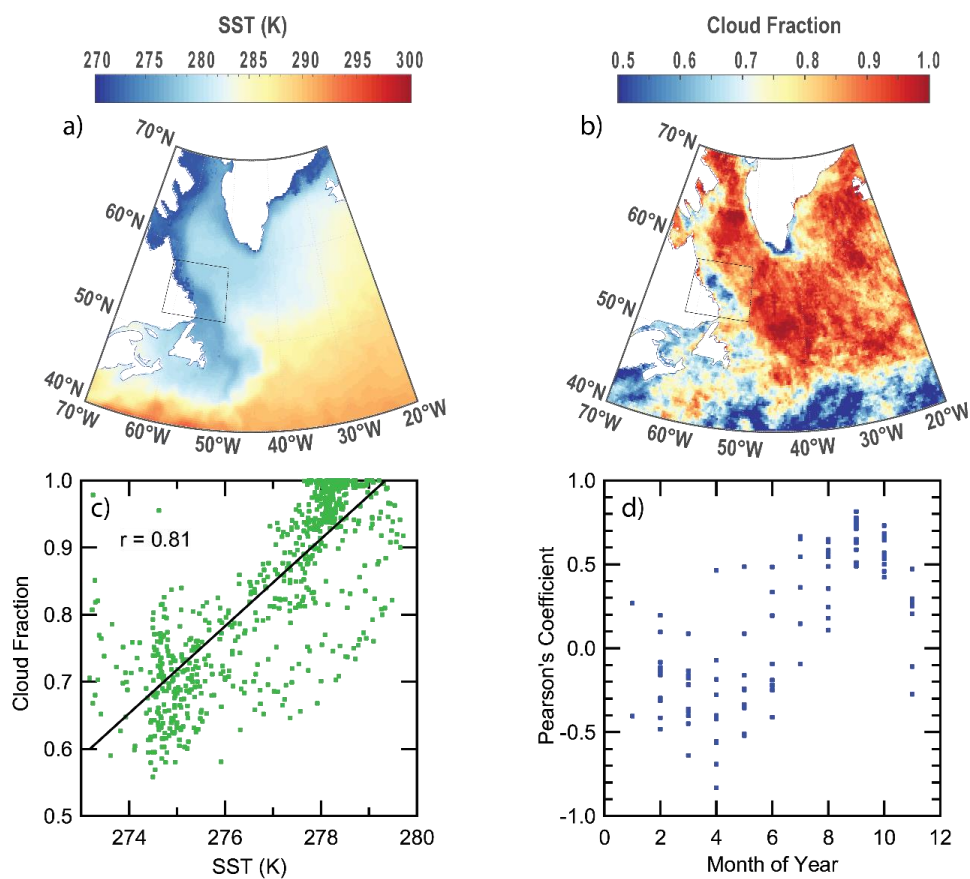 SST (K)
270 275 280 285 290 295 300
a)
70°N
60°N
50°N
40°N
70°W
60°W
50°W
40°W
30°W
20°W
Cloud Fraction
0.5 0.6 0.7 0.8 0.9 1.0
b)
70°N
60°N
50°N
40°N
70°W
60°W
50°W
40°W
30°W
20°W
c)
r = 0.81
1.0
0.9
0.8
0.7
0.6
0.5
Cloud Fraction
274 276 278 280
SST (K)
d)
1.0
0.5
0.0
-0.5
-1.0
Pearson's Coefficient
0 2 4 6 8 10 12
Month of Year